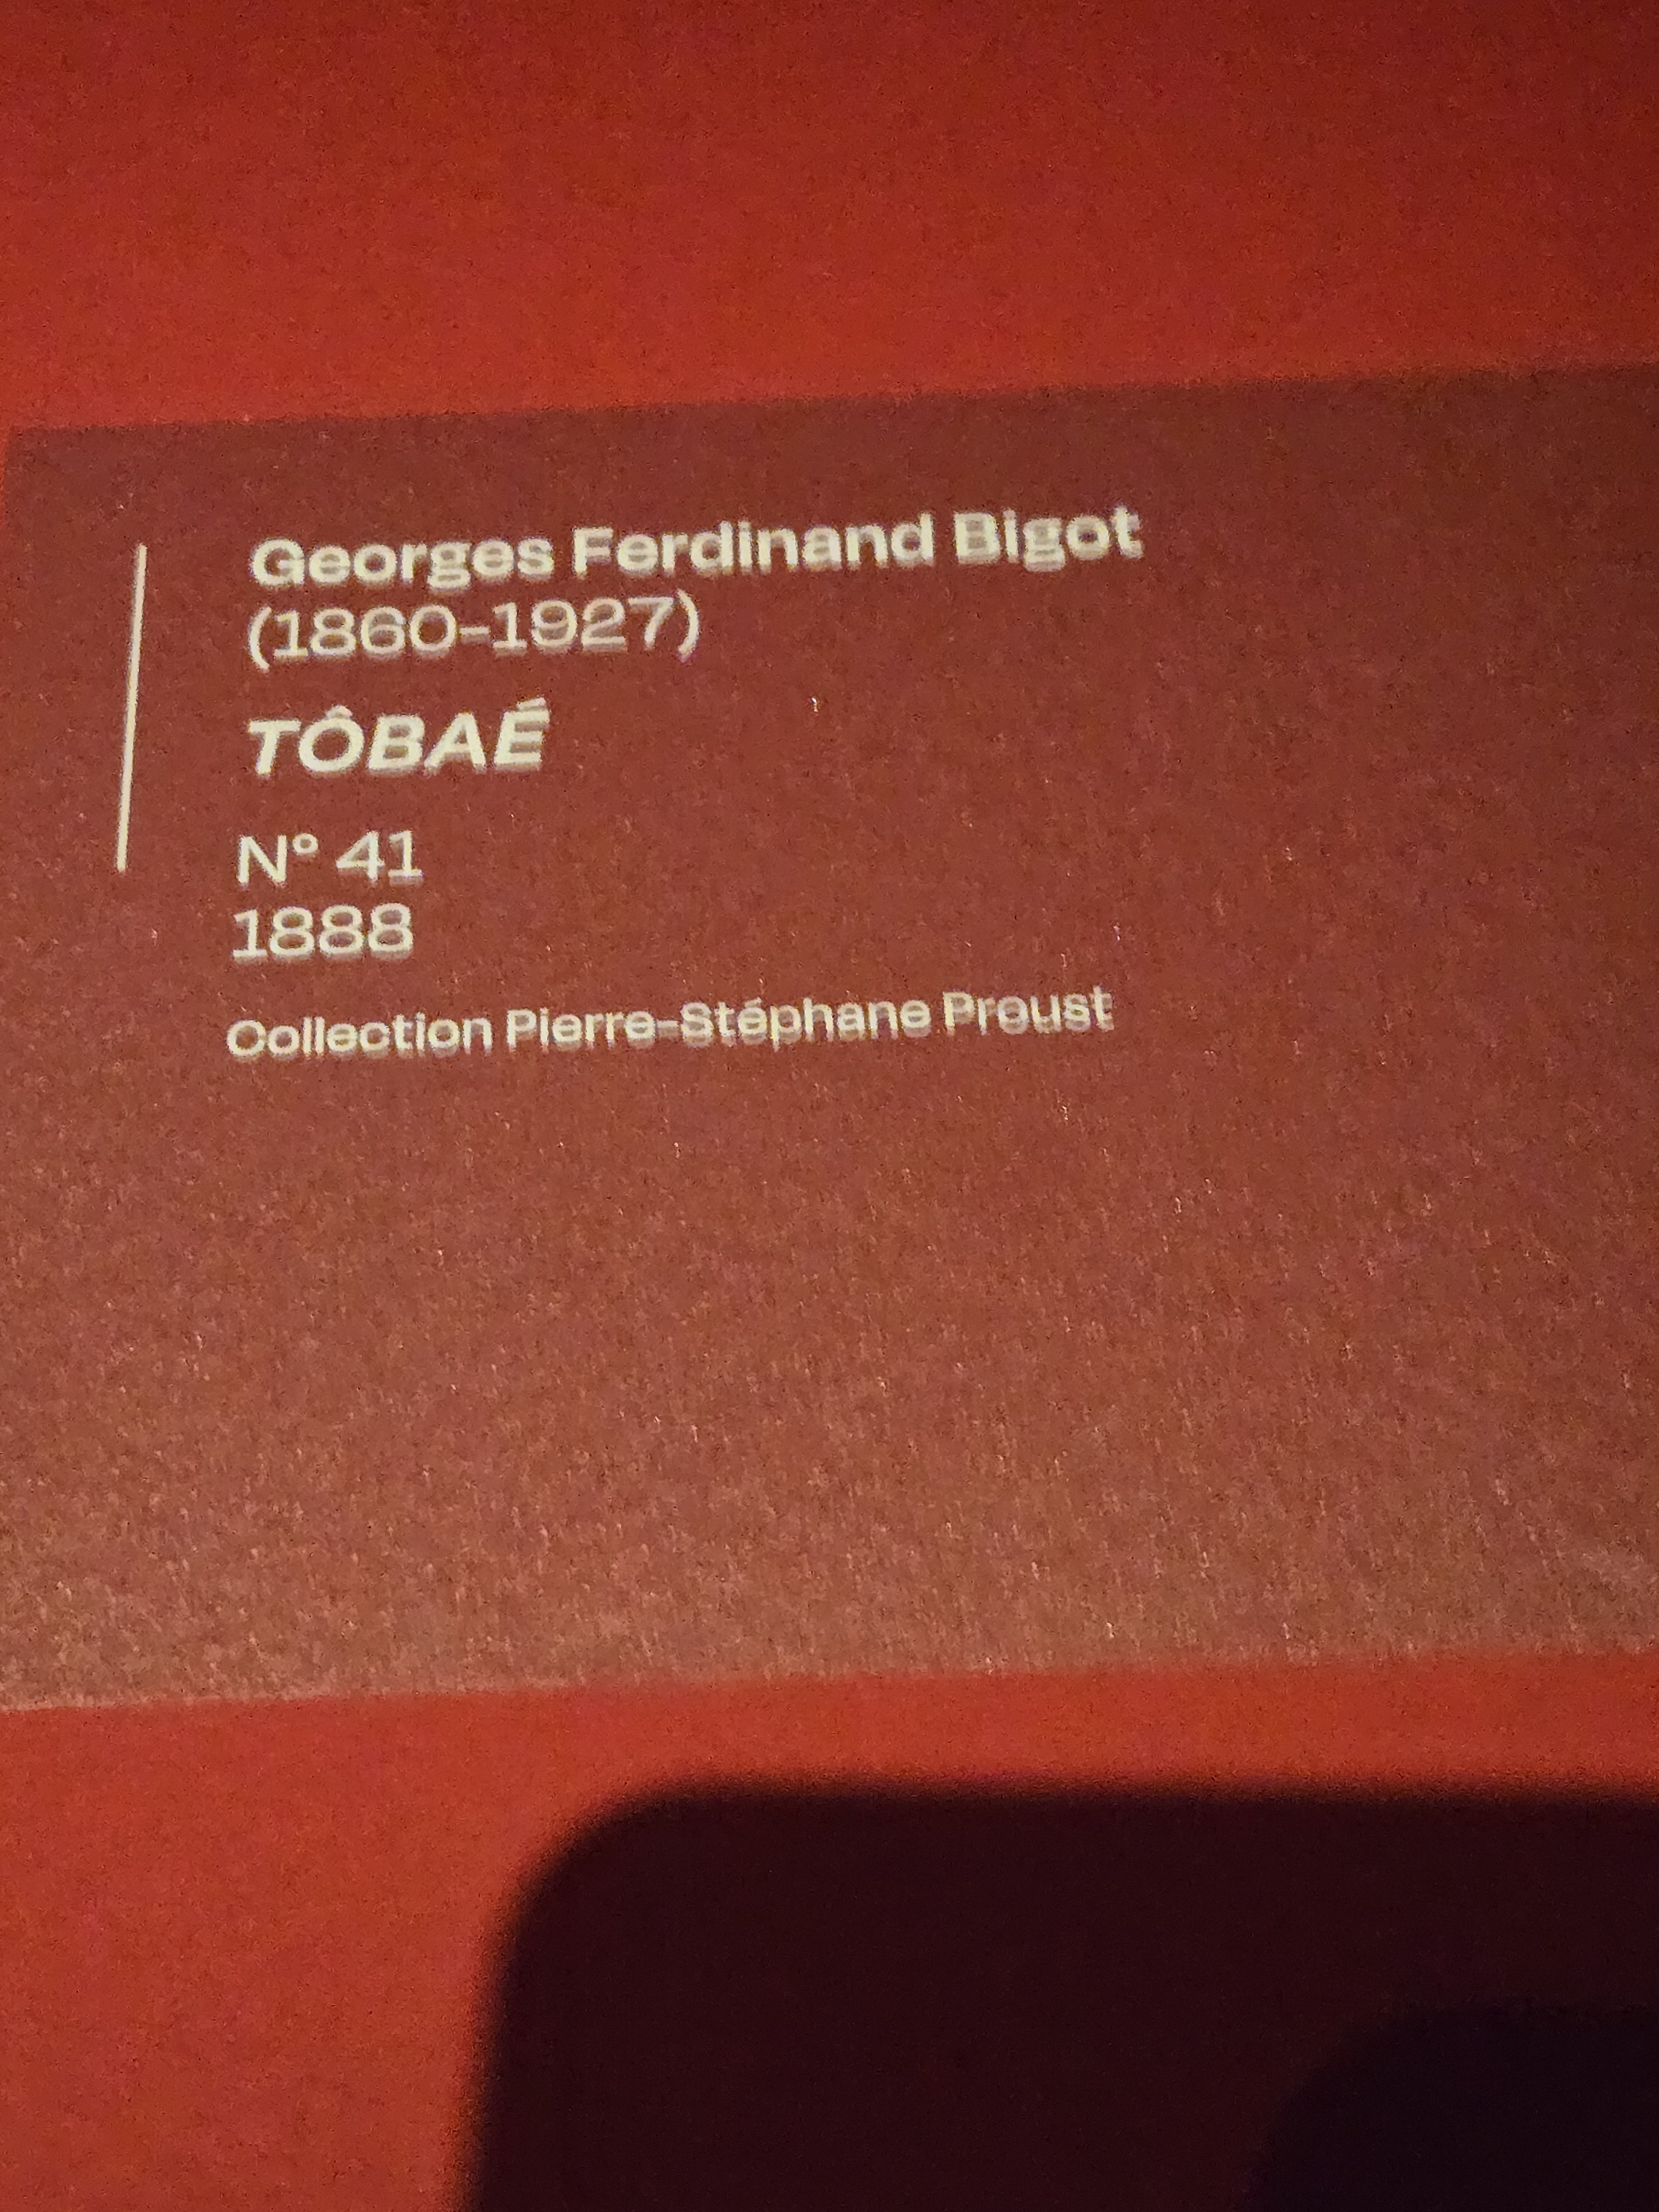 Georges Ferdinand Bigot
(1860-1927)
TÔBAÉ
N° 41
1888
Collection Pierre-Stéphane Proust